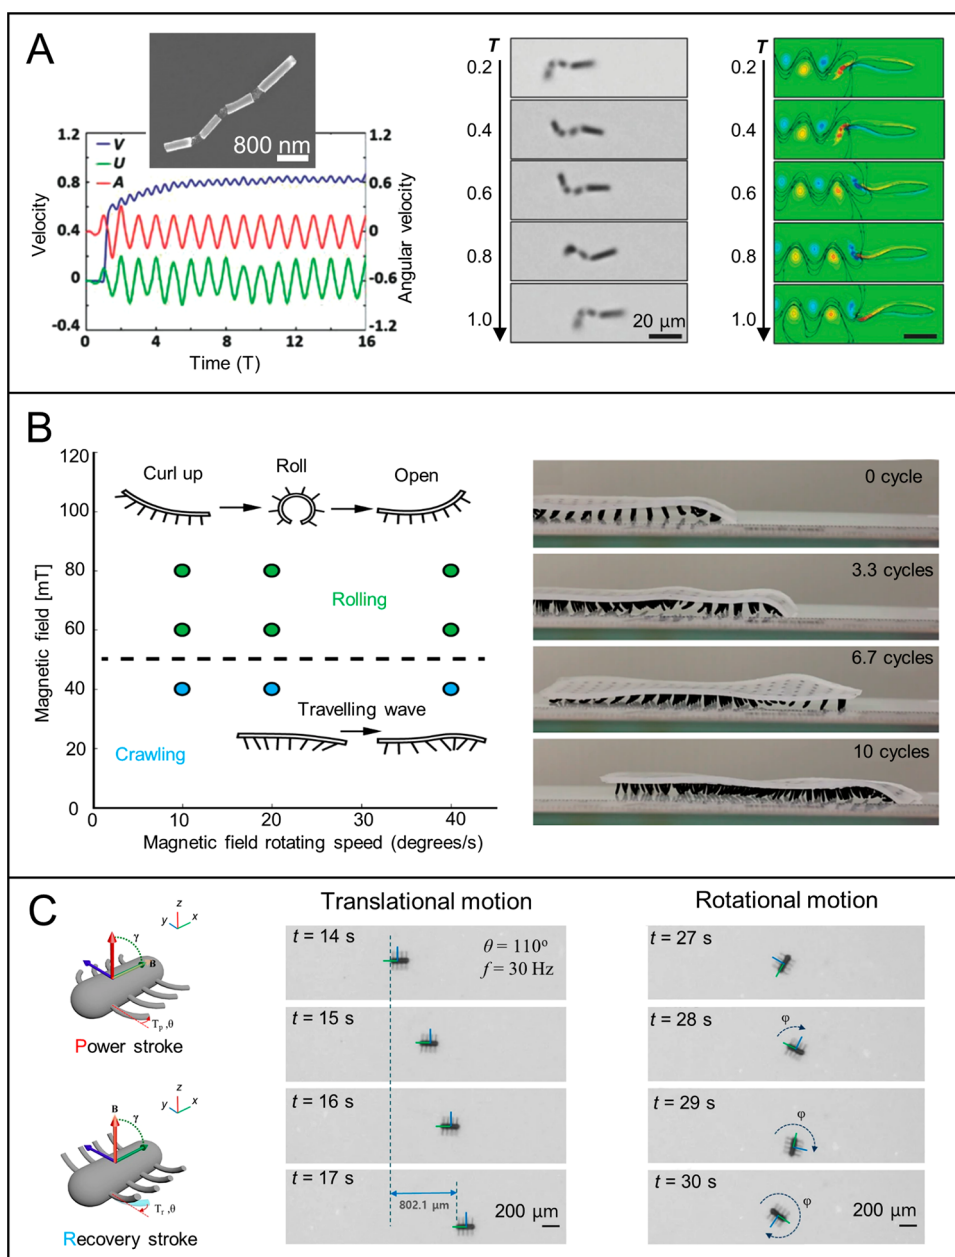 A
800 nm
1.2
0.8
0.4
0
-0.4
V
U
A
1.2
0.6
0
-0.6
-1.2
Velocity
Angular velocity
0 4 8 12 16
Time (T)
T
0.2
0.4
0.6
0.8
1.0
20 μm
T
0.2
0.4
0.6
0.8
1.0
B
120
100
80
60
40
20
0
Magnetic field [mT]
Curl up
Roll
Open
Rolling
Travelling wave
Crawling
0 10 20 30 40
Magnetic field rotating speed (degrees/s)
0 cycle
3.3 cycles
6.7 cycles
10 cycles
C
z
y x
γ
B
Tp ,θ
Power stroke
z
y x
B
γ
Tr ,θ
Recovery stroke
Translational motion
t = 14 s
θ = 110°
f = 30 Hz
t = 15 s
t = 16 s
t = 17 s
802.1 μm
200 μm
Rotational motion
t = 27 s
t = 28 s
φ
t = 29 s
φ
t = 30 s
φ
200 μm